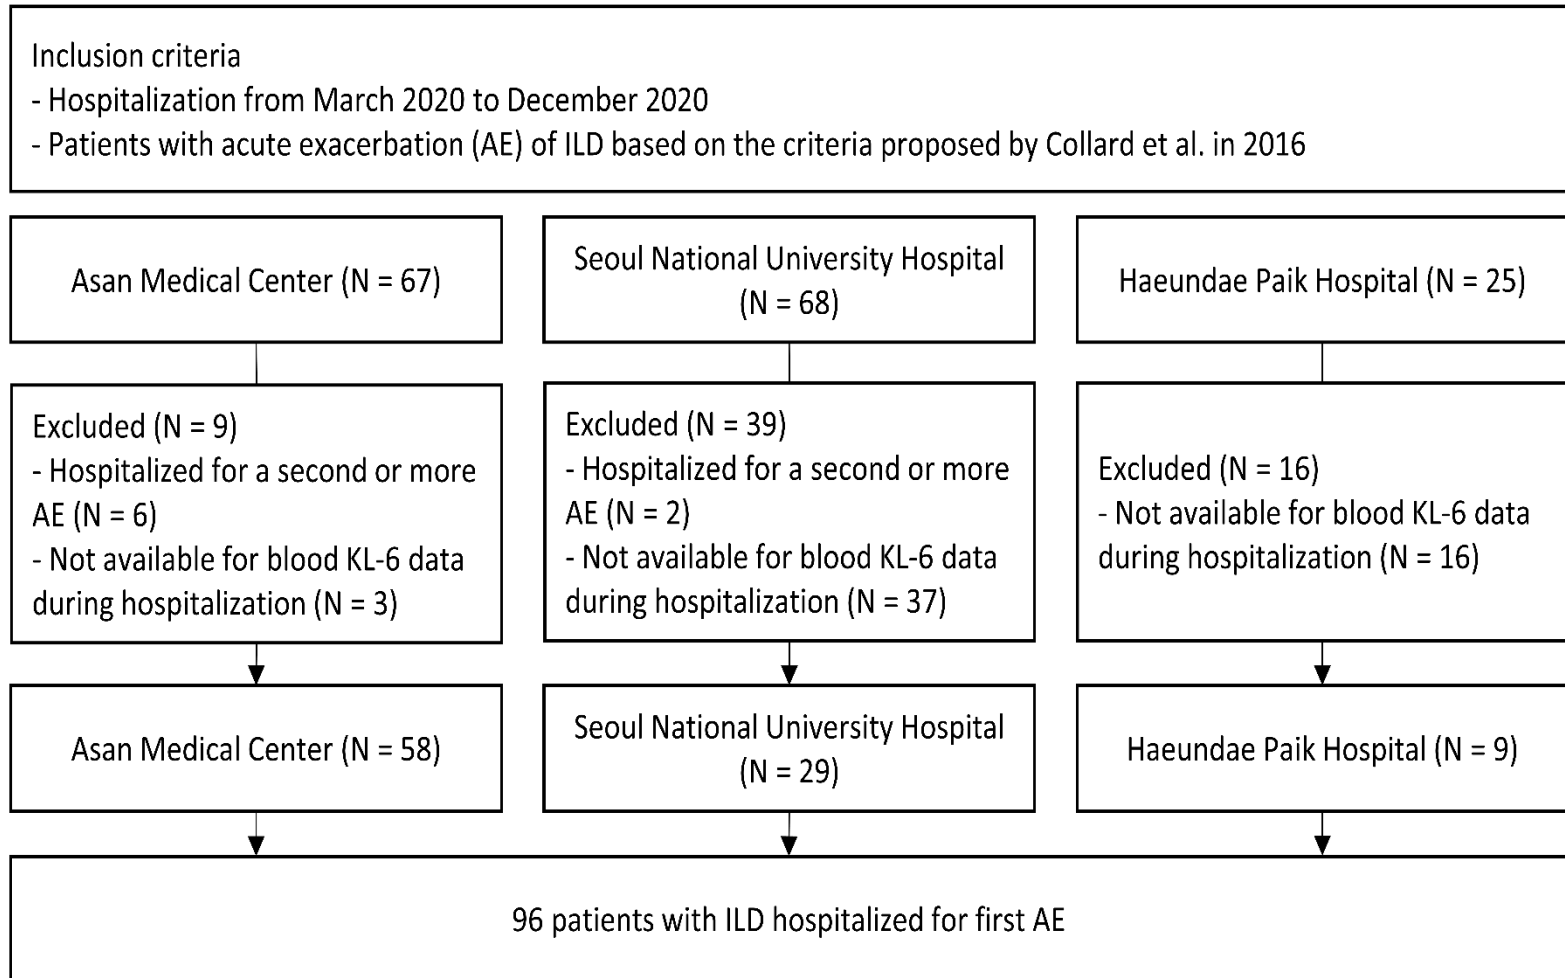 Inclusion criteria
- Hospitalization from March 2020 to December 2020
- Patients with acute exacerbation (AE) of ILD based on the criteria proposed by Collard et al. in 2016
Asan Medical Center (N = 67)
Seoul National University Hospital
(N = 68)
Haeundae Paik Hospital (N = 25)
Excluded (N = 9)
- Hospitalized for a second or more
AE (N = 6)
- Not available for blood KL-6 data
during hospitalization (N = 3)
Excluded (N = 39)
- Hospitalized for a second or more
AE (N = 2)
- Not available for blood KL-6 data
during hospitalization (N = 37)
Excluded (N = 16)
- Not available for blood KL-6 data
during hospitalization (N = 16)
Asan Medical Center (N = 58)
Seoul National University Hospital
(N = 29)
Haeundae Paik Hospital (N = 9)
96 patients with ILD hospitalized for first AE